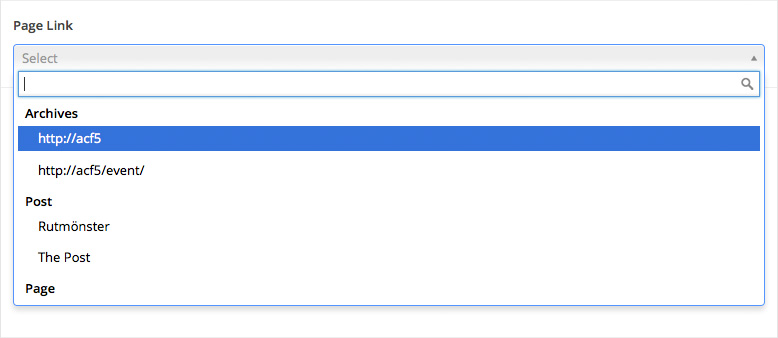 Page Link
Select
Archives
http://acf5
http://acf5/event/
Post
Rutmönster
The Post
Page